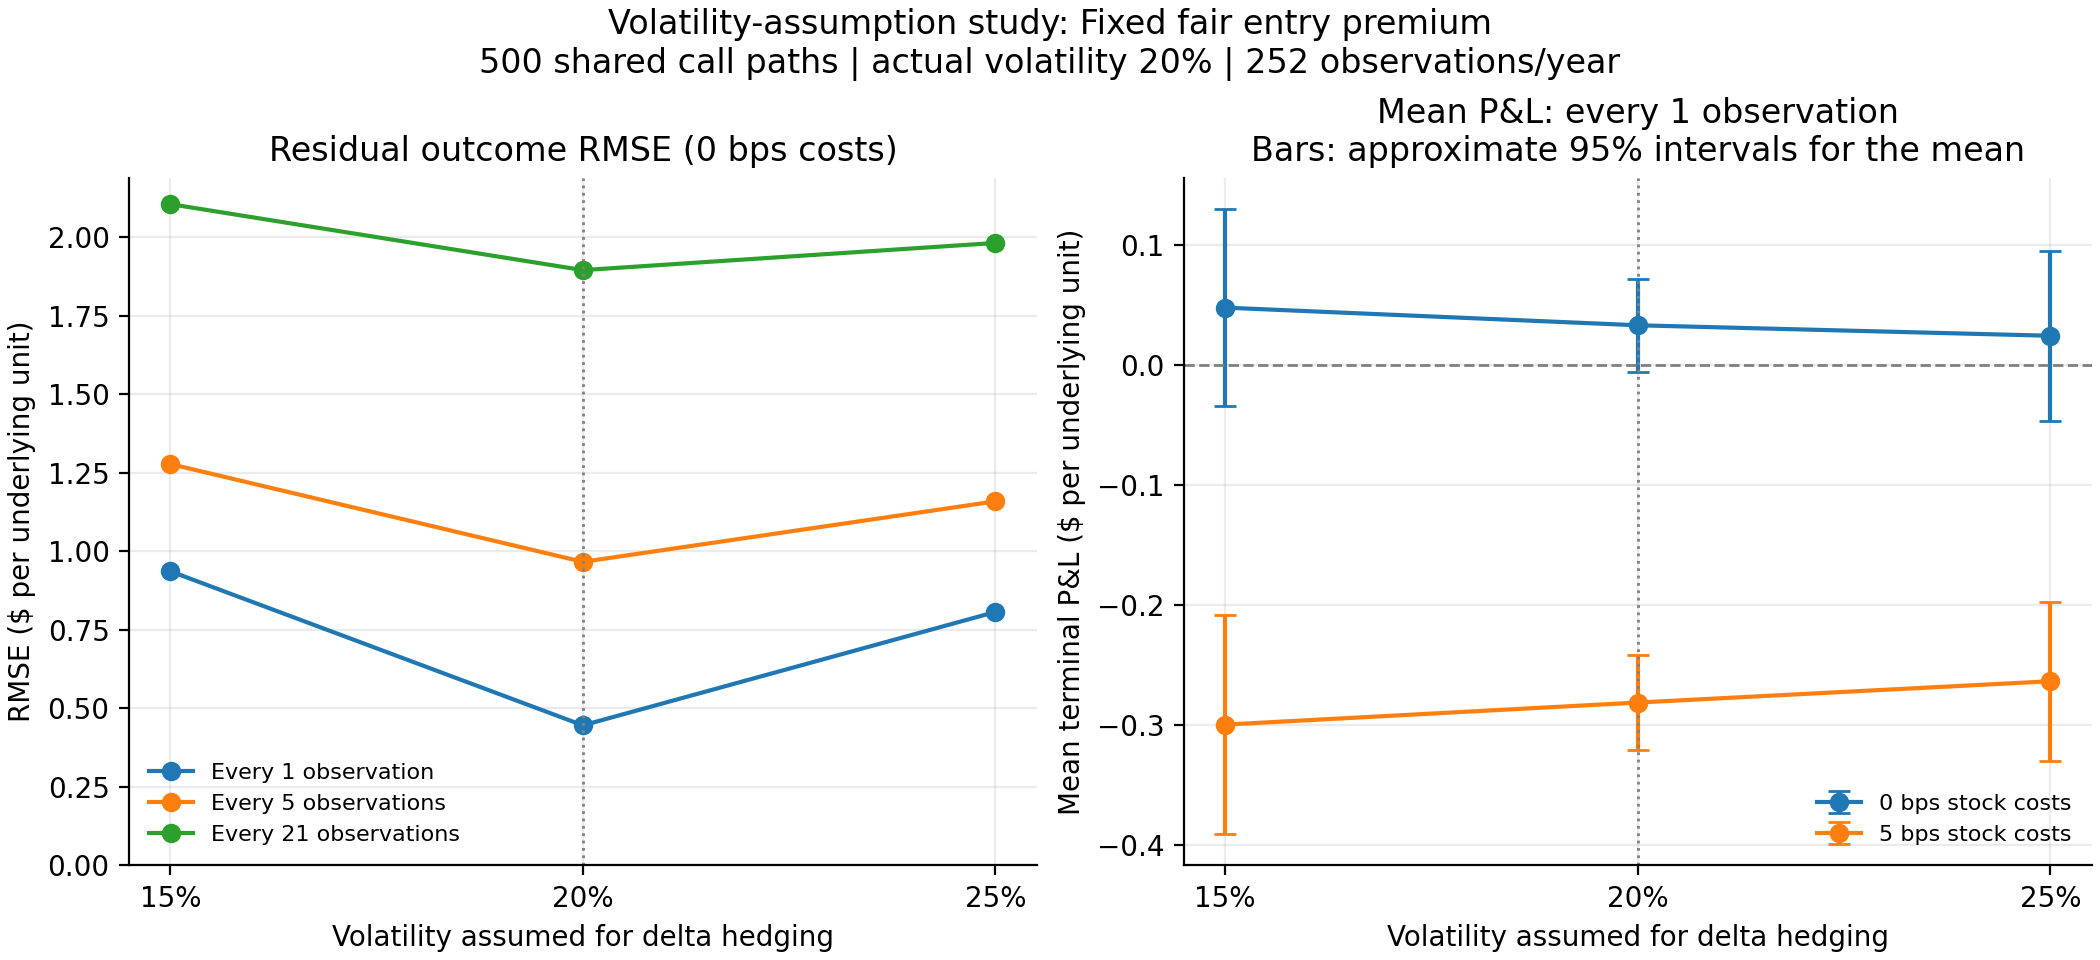 Volatility-assumption study: Fixed fair entry premium
500 shared call paths | actual volatility 20% | 252 observations/year
Residual outcome RMSE (0 bps costs)
RMSE ($ per underlying unit)
2.00
1.75
1.50
1.25
1.00
0.75
0.50
0.25
0.00
Every 1 observation
Every 5 observations
Every 21 observations
15%
20%
25%
Volatility assumed for delta hedging
Mean P&L: every 1 observation
Bars: approximate 95% intervals for the mean
Mean terminal P&L ($ per underlying unit)
0.1
0.0
−0.1
−0.2
−0.3
−0.4
0 bps stock costs
5 bps stock costs
15%
20%
25%
Volatility assumed for delta hedging